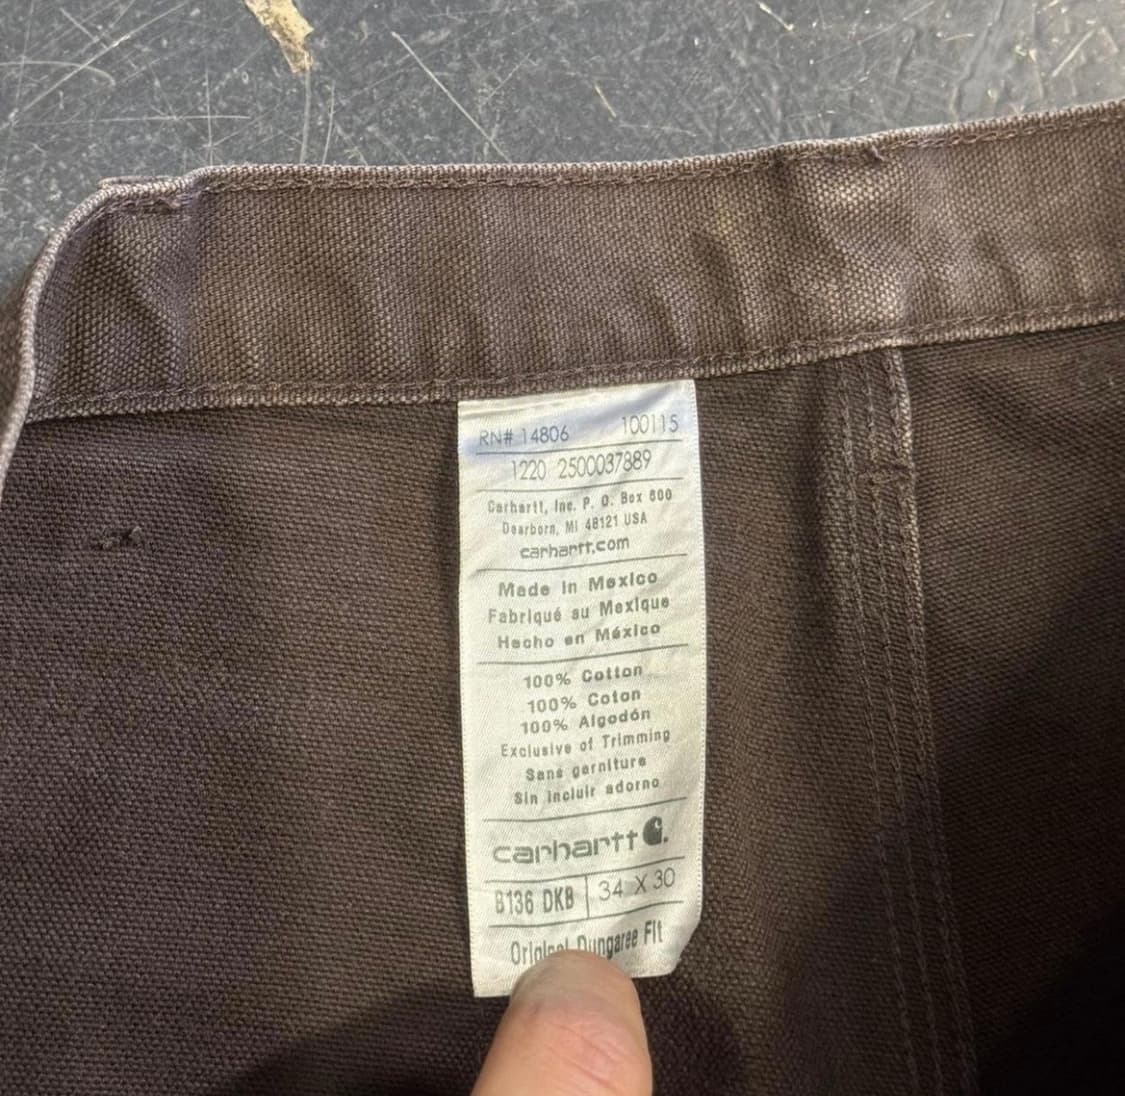 RN# 14806 100115
1220 2500037889
Carhartt, Inc. P. O. Box 600
Dearborn, MI 48121 USA
carhartt.com
Made in Mexico
Fabriqué au Mexique
Hecho en México
100% Cotton
100% Coton
100% Algodón
Exclusive of Trimming
Sans garniture
Sin incluir adorno
carhartt
B136 DKB 34 X 30
Original Dungaree Fit